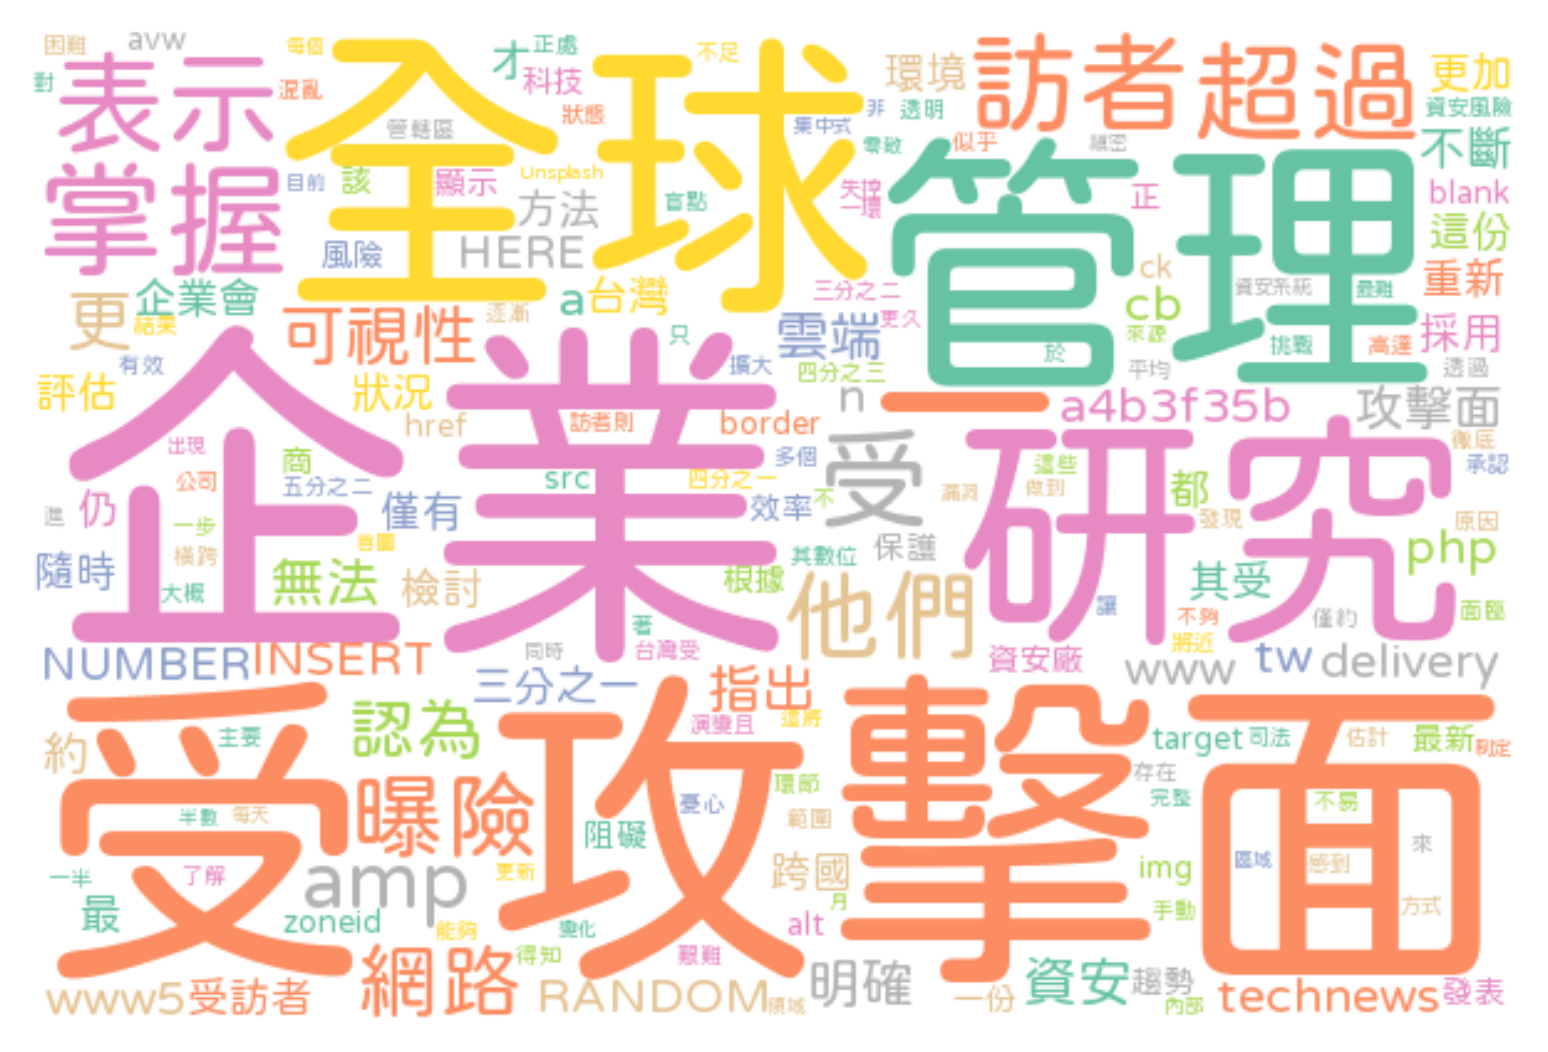 困難 avw 每個 才 正處 不足 環境 訪者 超過 更加
對 表示 混亂 全球 科技 狀態 集中式 非 透明 資安風險
管轄區 零散 似乎 不斷
掌握 目前 該 顯示 Unsplash 方法 盲點 失控 一環 管理 正 blank
風險 HERE 這份
企業會 a 台灣 三分之二 ck 資安系統 最難 重新
更 結果 可視性 逐漸 只 雲端 更久 cb 來源 挑戰 高達 採用
有效 擴大 四分之三 於 平均 透過
評估 狀況 n 一 a4b3f35b 攻擊面
企業 href 訪者則 border 受 研究 徹底
出現 商 多個 這些 承認
公司 五分之二 src 四分之一 漏洞 做到 都
進 仍 一步 僅有 效率 不 發現 原因
橫跨 首圖 其數位 保護 php
隨時 大概 無法 檢討 根據 他們 其受
著 讓 不夠 僅約 面臨
NUMBER INSERT 同時 台灣受 資安廠 將近
三分之一 指出 www tw delivery
受攻擊面
約 主要 認為 演變且 這將 target 司法 估計 最新 制定
曝險 憂心 環節 存在 完整 不易
半數 每天 阻礙 範圍 來
一半 了解 amp 更新 跨國 img 區域 感到
最 zoneid 能夠 變化 月 alt 手動 方式
網路 得知 艱難
www5 受訪者 RANDOM 領域 明確 一份 資安 趨勢 內部 technews 發表